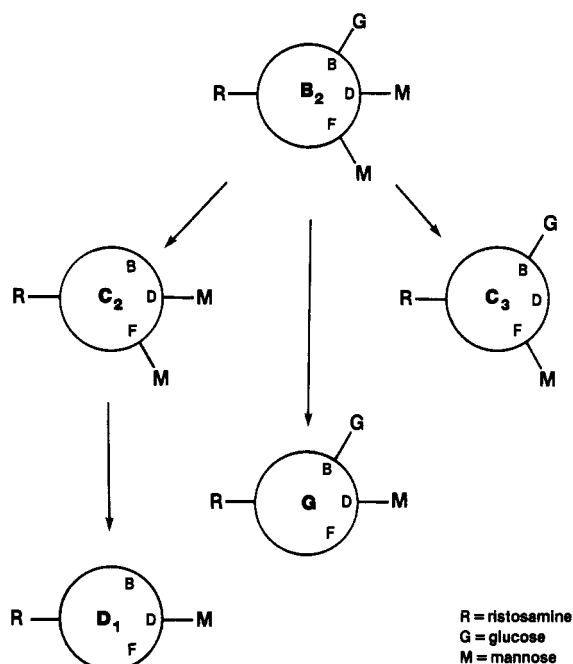 G
B
R B₂ D M
F
M
G
B B
R C₂ D M R C₃ D
F F
M M
G
B
R G D M
F
B
R D₁ D M
F
R = ristosamine
G = glucose
M = mannose